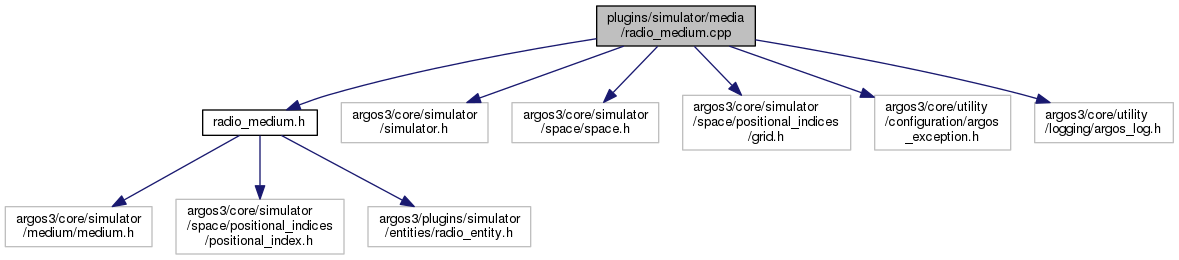 plugins/simulator/media
/radio_medium.cpp
radio_medium.h
argos3/core/simulator
/simulator.h
argos3/core/simulator
/space/space.h
argos3/core/simulator
/space/positional_indices
/grid.h
argos3/core/utility
/configuration/argos
_exception.h
argos3/core/utility
/logging/argos_log.h
argos3/core/simulator
/medium/medium.h
argos3/core/simulator
/space/positional_indices
/positional_index.h
argos3/plugins/simulator
/entities/radio_entity.h